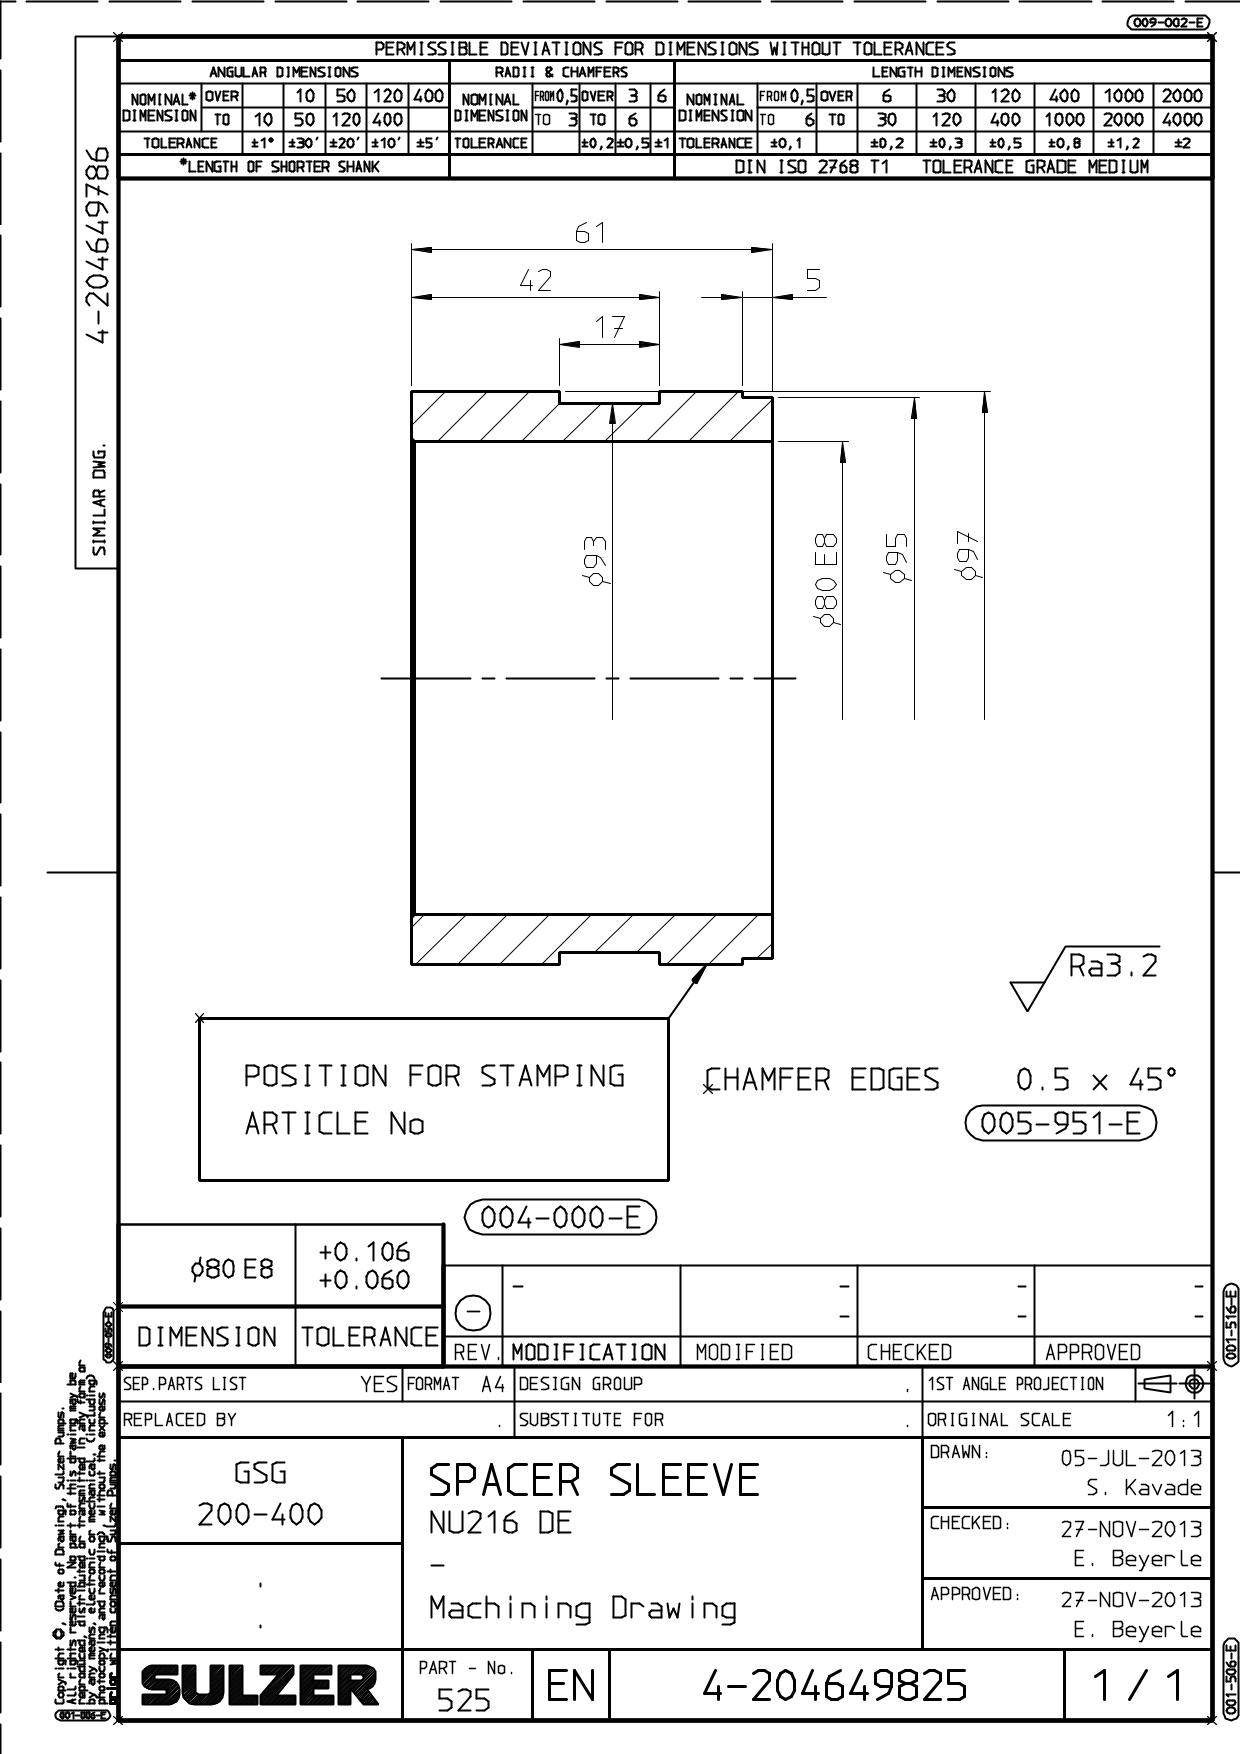 009-002-E
PERMISSIBLE DEVIATIONS FOR DIMENSIONS WITHOUT TOLERANCES
ANGULAR DIMENSIONS RADII & CHAMFERS LENGTH DIMENSIONS
NOMINAL* DIMENSION OVER 10 50 120 400 NOMINAL DIMENSION FROM 0,5 OVER 3 6 NOMINAL DIMENSION FROM 0,5 OVER 6 30 120 400 1000 2000
TO 10 50 120 400 TO 3 TO 6 TO 6 TO 30 120 400 1000 2000 4000
TOLERANCE ±1° ±30' ±20' ±10' ±5' TOLERANCE ±0,2 ±0,5 ±1 TOLERANCE ±0,1 ±0,2 ±0,3 ±0,5 ±0,8 ±1,2 ±2
*LENGTH OF SHORTER SHANK DIN ISO 2768 T1 TOLERANCE GRADE MEDIUM
SIMILAR DWG. 4-204649786
61
42 5
17
ϕ93
ϕ80 E8
ϕ95
ϕ97
Ra3.2
POSITION FOR STAMPING
ARTICLE No
CHAMFER EDGES 0.5 x 45°
005-951-E
004-000-E
ϕ80 E8 +0.106
+0.060
DIMENSION TOLERANCE
- - - -
- - - -
REV. MODIFICATION MODIFIED CHECKED APPROVED
009-050-E
001-516-E
SEP.PARTS LIST YES FORMAT A4 DESIGN GROUP . 1ST ANGLE PROJECTION
REPLACED BY . SUBSTITUTE FOR . ORIGINAL SCALE 1:1
GSG
200-400
.
.
SPACER SLEEVE
NU216 DE
-
Machining Drawing
DRAWN: 05-JUL-2013
S. Kavade
CHECKED: 27-NOV-2013
E. Beyerle
APPROVED: 27-NOV-2013
E. Beyerle
SULZER
PART - No.
525
EN
4-204649825
1 / 1
Copyright ©, (Date of Drawing), Sulzer Pumps.
All rights reserved. No part of this drawing may be
reproduced, distributed or transmitted in any form or
by any means, electronic or mechanical, (including
photocopying and recording) without the express
prior written consent of Sulzer Pumps.
001-006-E
001-506-E